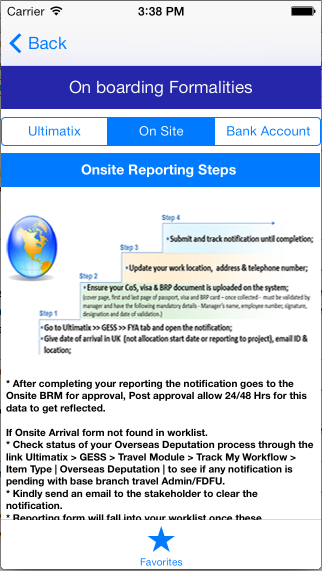 Carrier 3:38 PM
Back
On boarding Formalities
Ultimatix On Site Bank Account
Onsite Reporting Steps
Step 4
• Submit and track notification until completion;
Step 3
• Update your work location, address & telephone number;
Step 2
• Ensure your CoS, visa & BRP document is uploaded on the system;
(cover page, first and last page of passport, visa and BRP card – once collected - must be validated by
manager and have the following mandatory details - Manager's name, employee number, signature,
designation and date of validation.)
Step 1
• Go to Ultimatix >> GESS >> FYA tab and open the notification;
• Give date of arrival in UK (not allocation start date or reporting to project), email ID &
location;
* After completing your reporting the notification goes to the
Onsite BRM for approval, Post approval allow 24/48 Hrs for this
data to get reflected.
If Onsite Arrival form not found in worklist.
* Check status of your Overseas Deputation process through the
link Ultimatix > GESS > Travel Module > Track My Workflow >
Item Type | Overseas Deputation | to see if any notification is
pending with base branch travel Admin/FDFU.
* Kindly send an email to the stakeholder to clear the
notification.
* Reporting form will fall into your worklist once these
Favorites